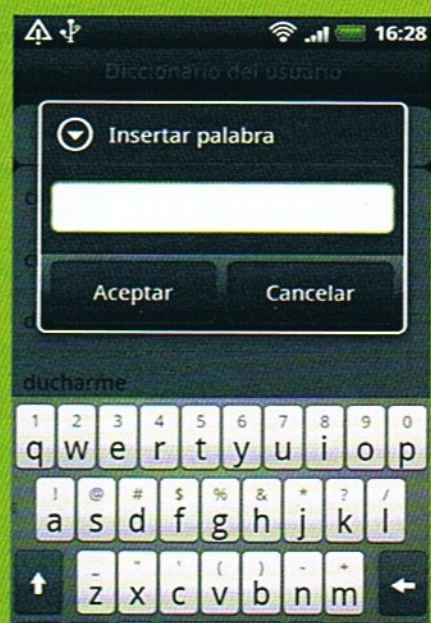 16:28
Diccionario del usuario
Insertar palabra
Aceptar Cancelar
ducharme
1 2 3 4 5 6 7 8 9 0
q w e r t y u i o p
! @ # $ % & * ? /
a s d f g h j k l
_ " ' ( ) - +
z x c v b n m